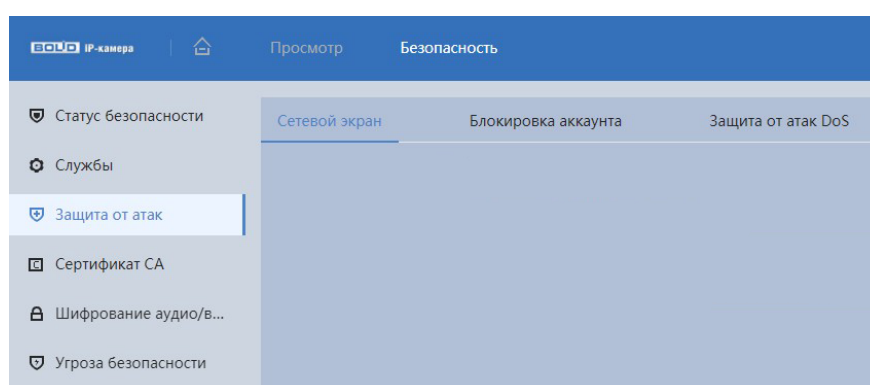 BOLID IP-камера Просмотр Безопасность
Статус безопасности
Сетевой экран Блокировка аккаунта Защита от атак DoS
Службы
Защита от атак
Сертификат CA
Шифрование аудио/в...
Угроза безопасности